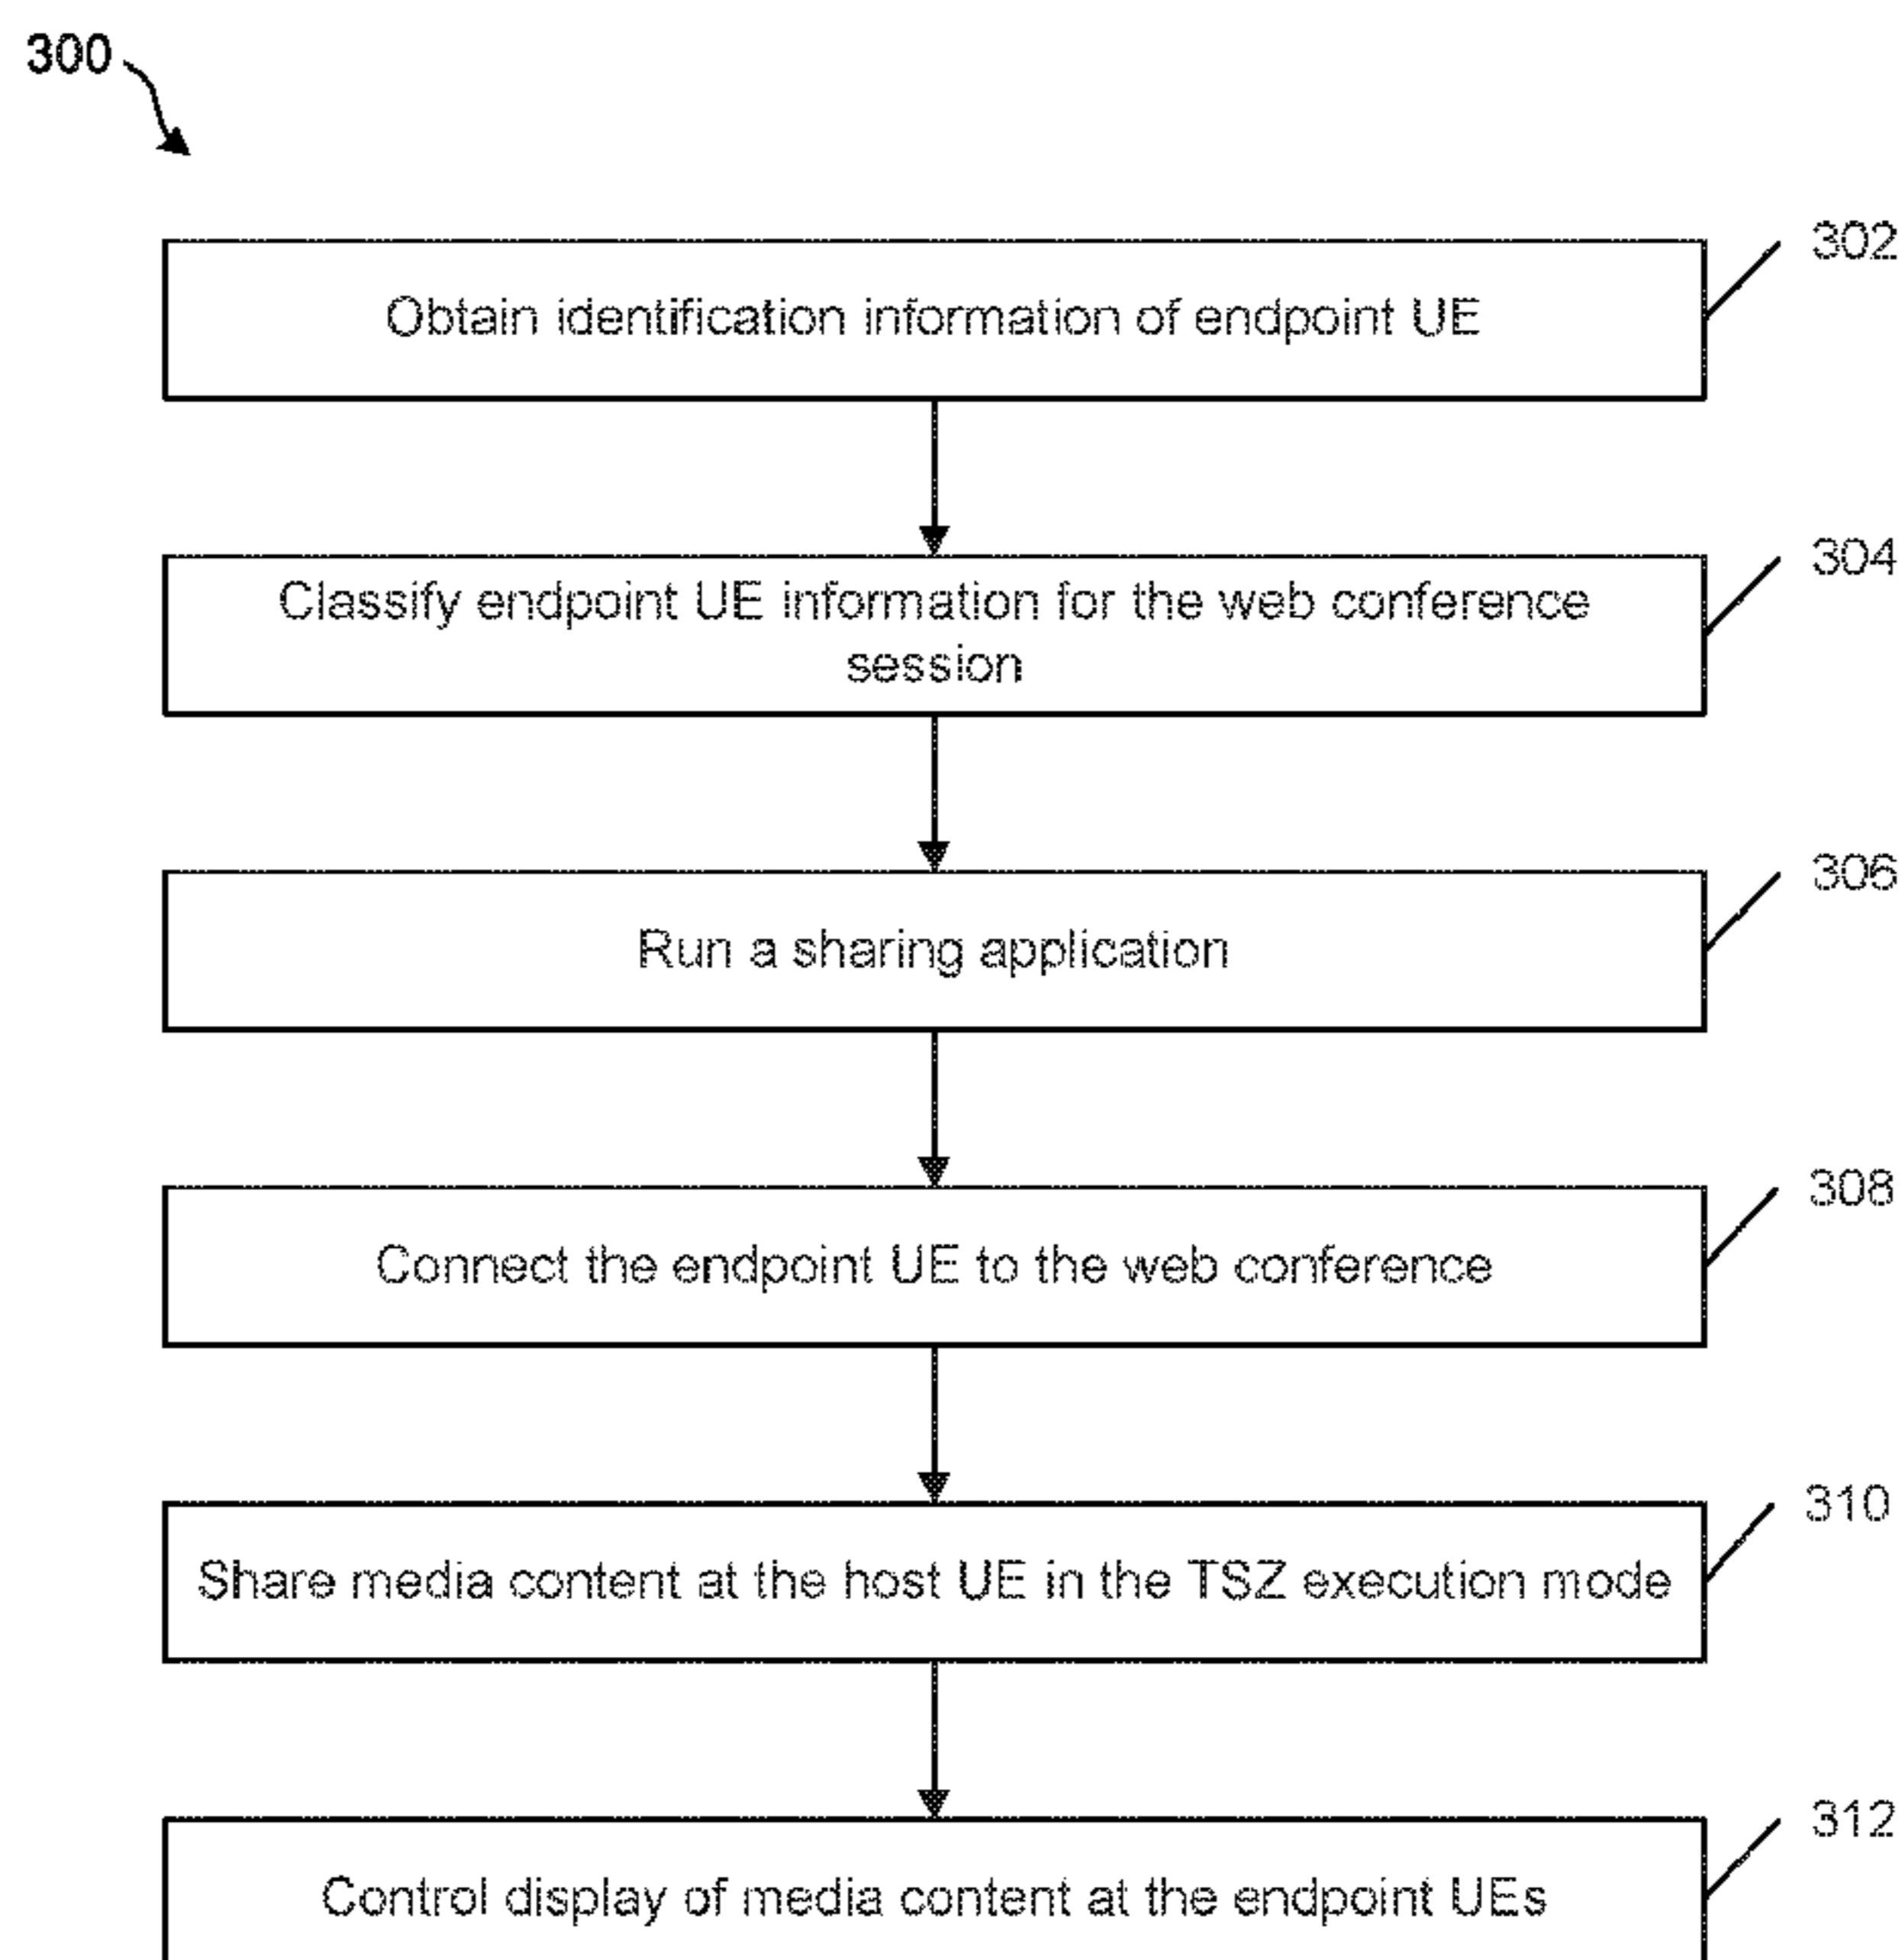 300
302
Obtain identification information of endpoint UE
304
Classify endpoint UE information for the web conference
session
306
Run a sharing application
308
Connect the endpoint UE to the web conference
310
Share media content at the host UE in the TSZ execution mode
312
Control display of media content at the endpoint UEs